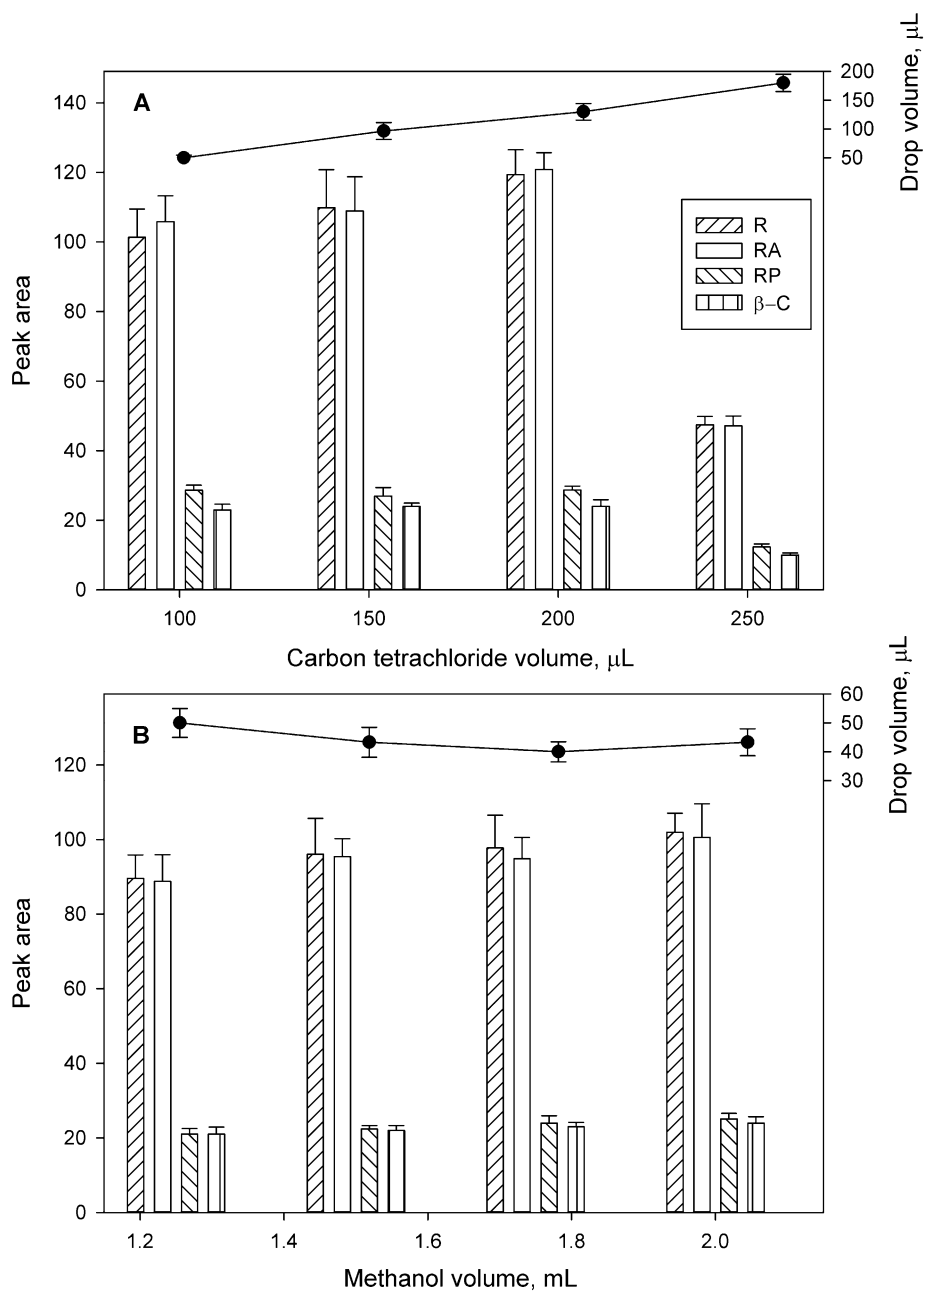 Drop volume, μL
200
150
100
50
A
140
120
100
80
60
40
20
0
Peak area
R
RA
RP
β–C
100
150
200
250
Carbon tetrachloride volume, μL
Drop volume, μL
60
50
40
30
B
120
100
80
60
40
20
0
Peak area
1.2
1.4
1.6
1.8
2.0
Methanol volume, mL